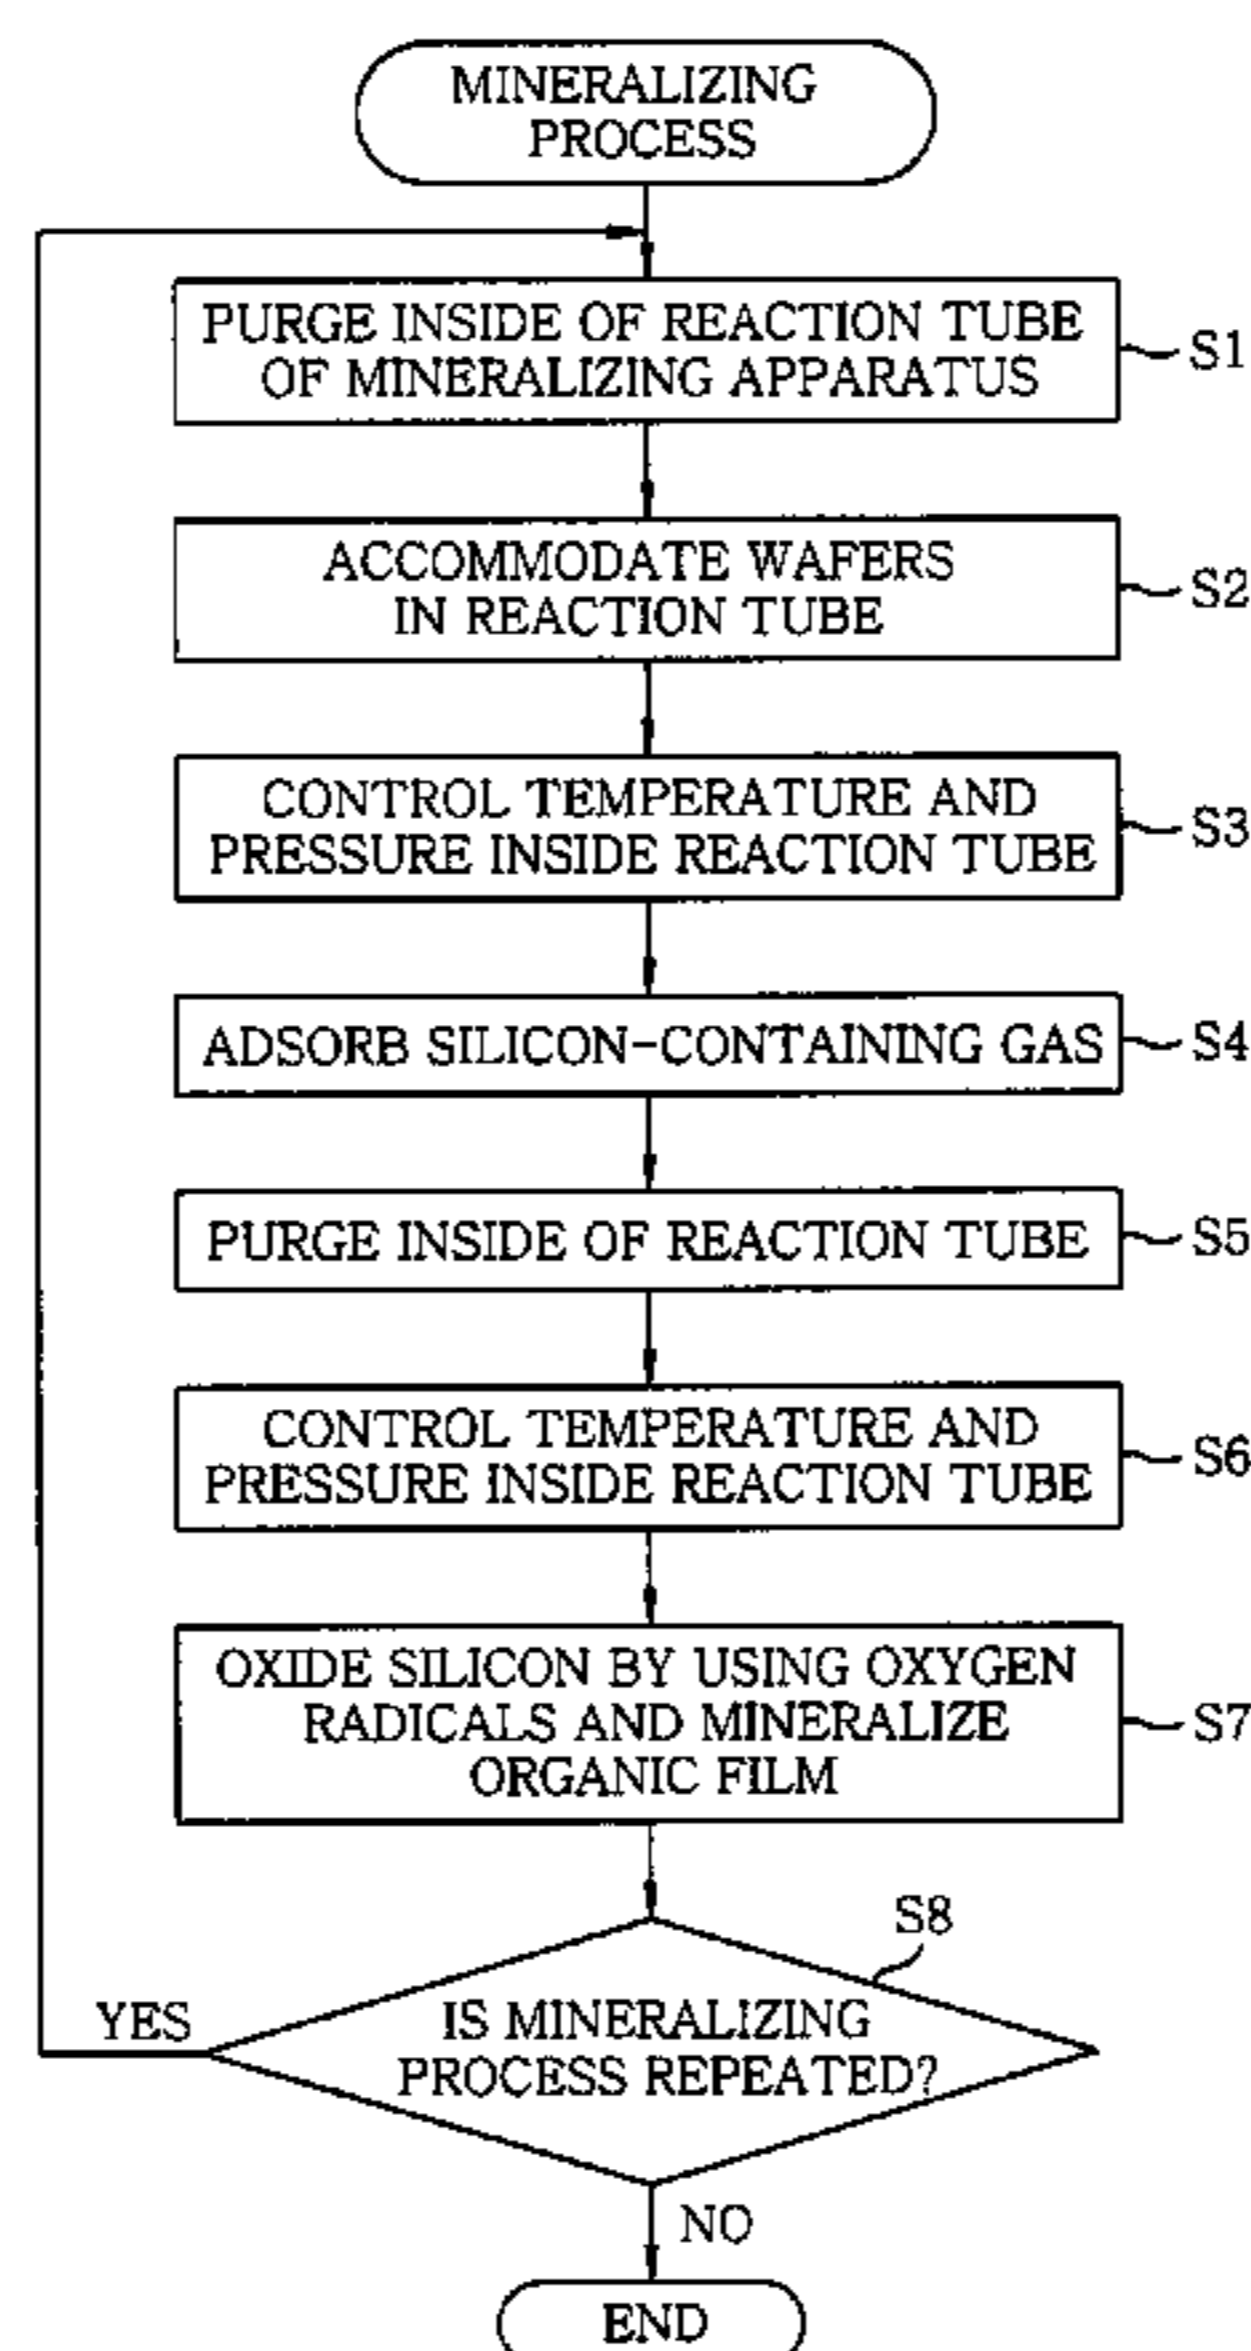 MINERALIZING
PROCESS
PURGE INSIDE OF REACTION TUBE
OF MINERALIZING APPARATUS
S1
ACCOMMODATE WAFERS
IN REACTION TUBE
S2
CONTROL TEMPERATURE AND
PRESSURE INSIDE REACTION TUBE
S3
ADSORB SILICON-CONTAINING GAS
S4
PURGE INSIDE OF REACTION TUBE
S5
CONTROL TEMPERATURE AND
PRESSURE INSIDE REACTION TUBE
S6
OXIDE SILICON BY USING OXYGEN
RADICALS AND MINERALIZE
ORGANIC FILM
S7
S8
YES
IS MINERALIZING
PROCESS REPEATED?
NO
END